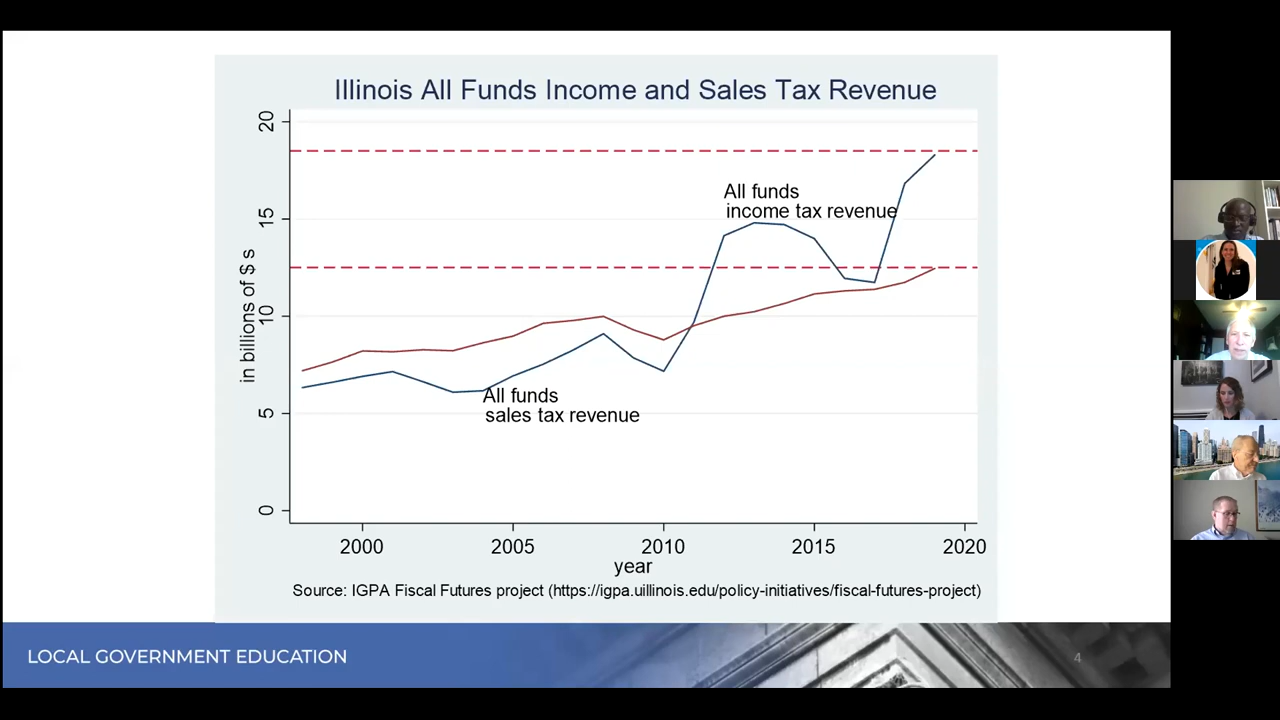 Illinois All Funds Income and Sales Tax Revenue
20
15
10
5
0
in billions of $ s
All funds
income tax revenue
All funds
sales tax revenue
2000 2005 2010 2015 2020
year
Source: IGPA Fiscal Futures project (https://igpa.uillinois.edu/policy-initiatives/fiscal-futures-project)
LOCAL GOVERNMENT EDUCATION
4